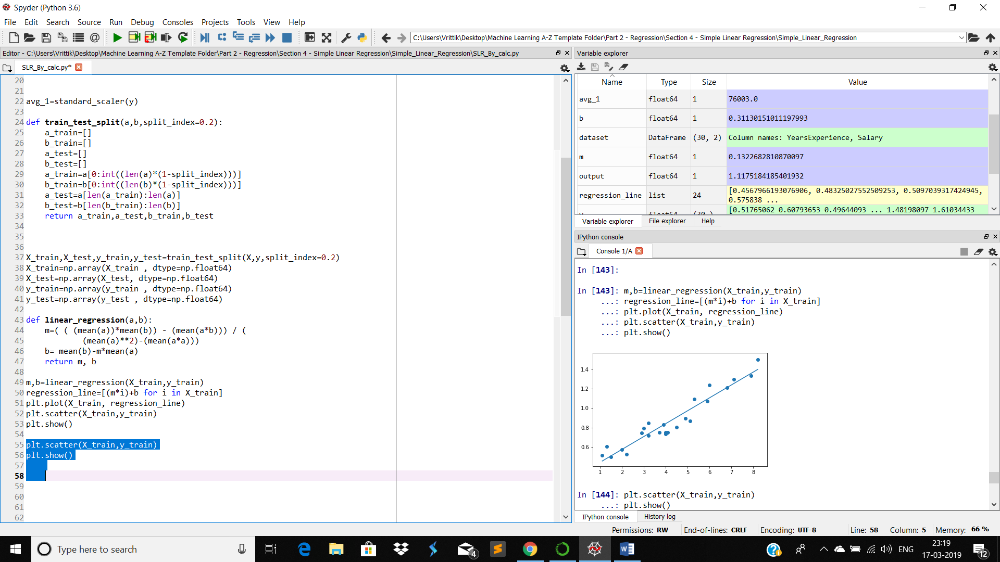 Spyder (Python 3.6)
File Edit Search Source Run Debug Consoles Projects Tools View Help
C:\Users\Vrittik\Desktop\Machine Learning A-Z Template Folder\Part 2 - Regression\Section 4 - Simple Linear Regression\Simple_Linear_Regression
Editor - C:\Users\Vrittik\Desktop\Machine Learning A-Z Template Folder\Part 2 - Regression\Section 4 - Simple Linear Regression\Simple_Linear_Regression\SLR_By_calc.py
SLR_By_calc.py*
20
21
22 avg_1=standard_scaler(y)
23
24 def train_test_split(a,b,split_index=0.2):
25     a_train=[]
26     b_train=[]
27     a_test=[]
28     b_test=[]
29     a_train=a[0:int((len(a)*(1-split_index)))]
30     b_train=b[0:int((len(b)*(1-split_index)))]
31     a_test=a[len(a_train):len(a)]
32     b_test=b[len(b_train):len(b)]
33     return a_train,a_test,b_train,b_test
34
35
36
37 X_train,X_test,y_train,y_test=train_test_split(X,y,split_index=0.2)
38 X_train=np.array(X_train , dtype=np.float64)
39 X_test=np.array(X_test, dtype=np.float64)
40 y_train=np.array(y_train , dtype=np.float64)
41 y_test=np.array(y_test , dtype=np.float64)
42
43 def linear_regression(a,b):
44     m=( ( (mean(a))*mean(b)) - (mean(a*b))) / (
45             (mean(a)**2)-(mean(a*a)))
46     b= mean(b)-m*mean(a)
47     return m, b
48
49 m,b=linear_regression(X_train,y_train)
50 regression_line=[(m*i)+b for i in X_train]
51 plt.plot(X_train, regression_line)
52 plt.scatter(X_train,y_train)
53 plt.show()
54
55 plt.scatter(X_train,y_train)
56 plt.show()
57
58
59
60
61
62
Variable explorer
Name Type Size Value
avg_1 float64 1 76003.0
b float64 1 0.31130151011197993
dataset DataFrame (30, 2) Column names: YearsExperience, Salary
m float64 1 0.1322682810870097
output float64 1 1.1175184185401932
regression_line list 24 [0.4567966193076906, 0.48325027552509253, 0.5097039317424945,
0.575838 ...
[0.51765062 0.60793653 0.49644093 ... 1.48198097 1.61034433
Variable explorer File explorer Help
IPython console
Console 1/A
In [143]:
In [143]: m,b=linear_regression(X_train,y_train)
...: regression_line=[(m*i)+b for i in X_train]
...: plt.plot(X_train, regression_line)
...: plt.scatter(X_train,y_train)
...: plt.show()
1.4
1.2
1.0
0.8
0.6
1 2 3 4 5 6 7 8
In [144]: plt.scatter(X_train,y_train)
...: plt.show()
IPython console History log
Permissions: RW End-of-lines: CRLF Encoding: UTF-8 Line: 58 Column: 5 Memory: 66 %
Type here to search
4
ENG
23:19
17-03-2019
12